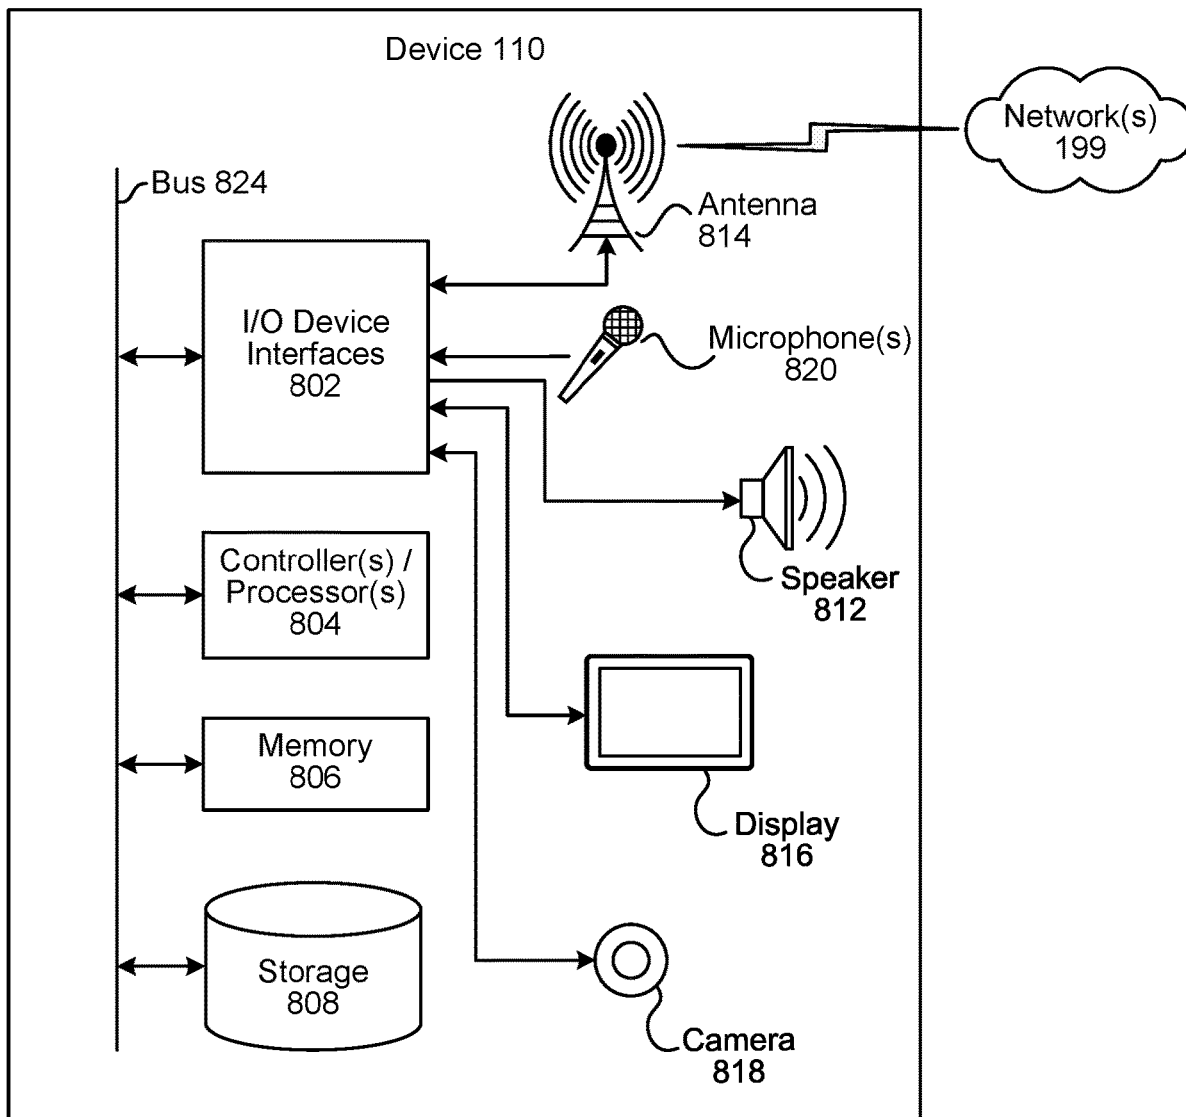 Device 110
Network(s)
199
Bus 824
Antenna
814
I/O Device
Interfaces
802
Microphone(s)
820
Speaker
812
Controller(s) /
Processor(s)
804
Memory
806
Display
816
Storage
808
Camera
818